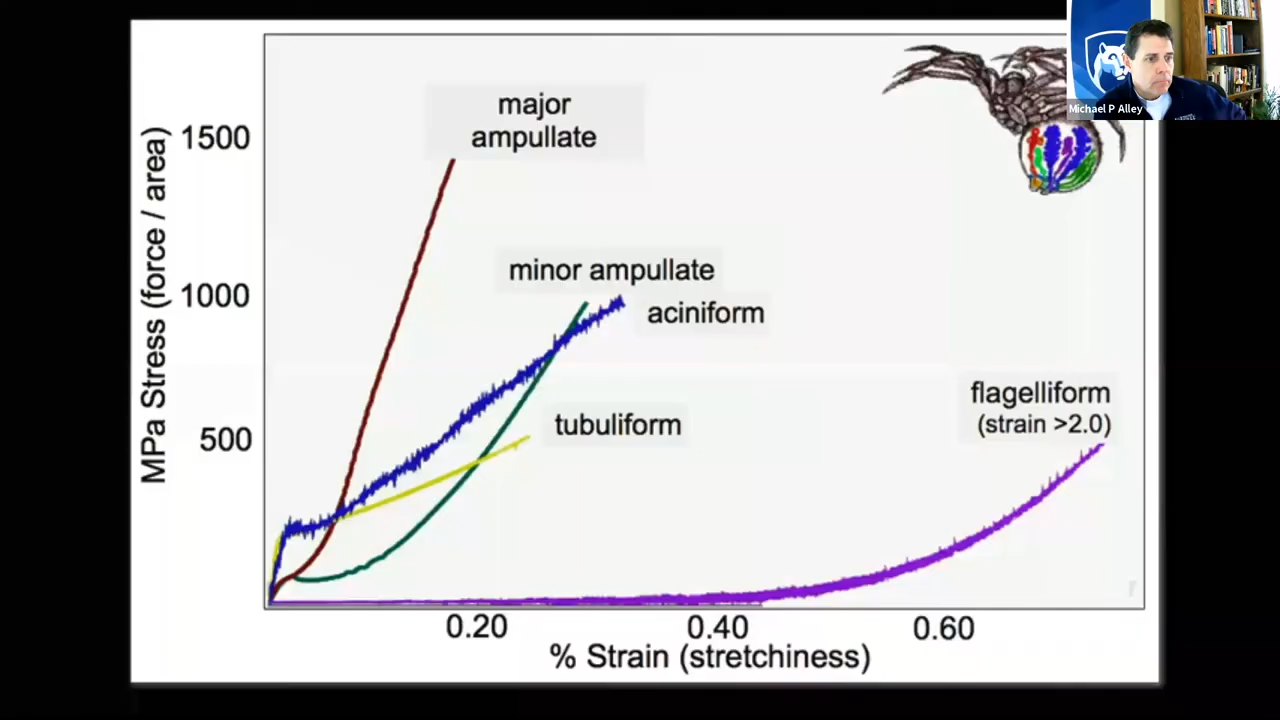 major
ampullate
minor ampullate
aciniform
tubuliform
flagelliform
(strain >2.0)
MPa Stress (force / area)
1500
1000
500
0.20
0.40
0.60
% Strain (stretchiness)
Michael P Alley